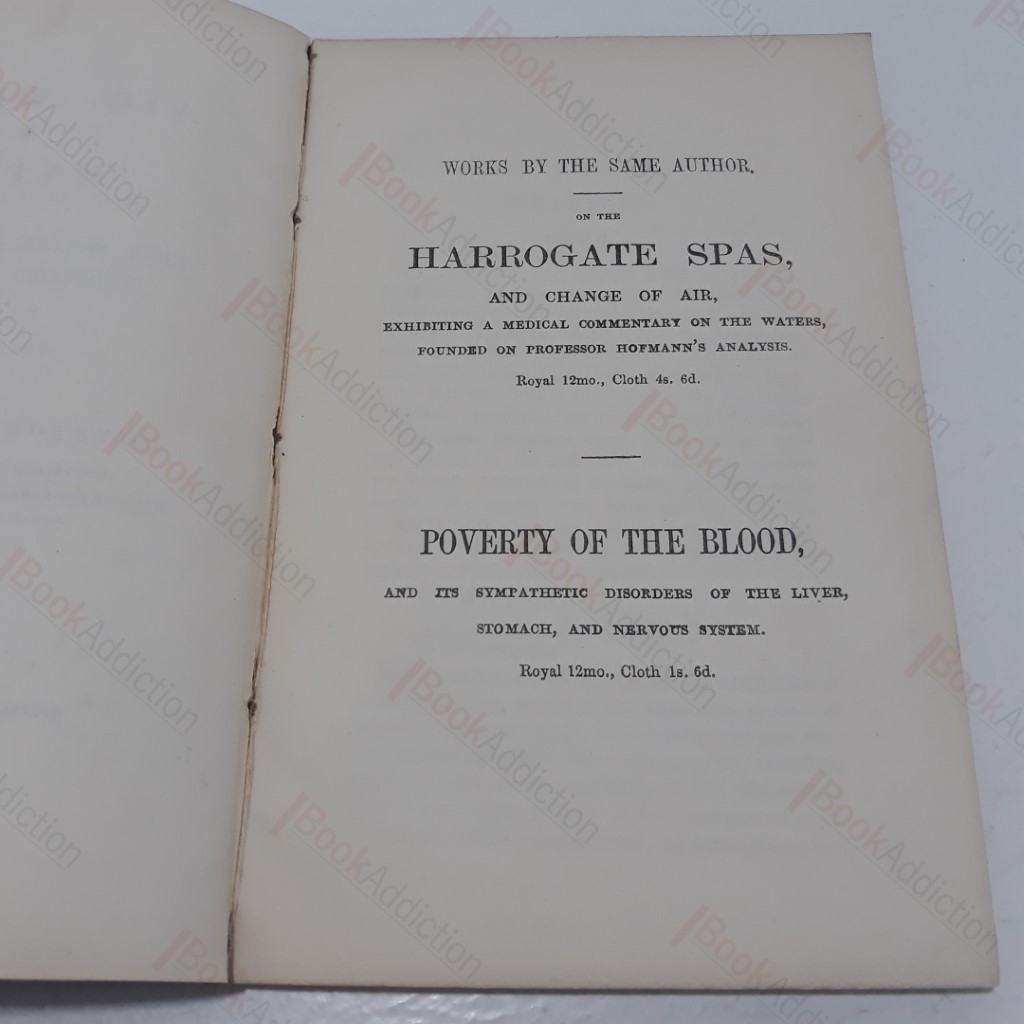 WORKS BY THE SAME AUTHOR.
ON THE
HARROGATE SPAS,
AND CHANGE OF AIR,
EXHIBITING A MEDICAL COMMENTARY ON THE WATERS,
FOUNDED ON PROFESSOR HOFMANN'S ANALYSIS.
Royal 12mo., Cloth 4s. 6d.
POVERTY OF THE BLOOD,
AND ITS SYMPATHETIC DISORDERS OF THE LIVER,
STOMACH, AND NERVOUS SYSTEM.
Royal 12mo., Cloth 1s. 6d.
BookAddiction